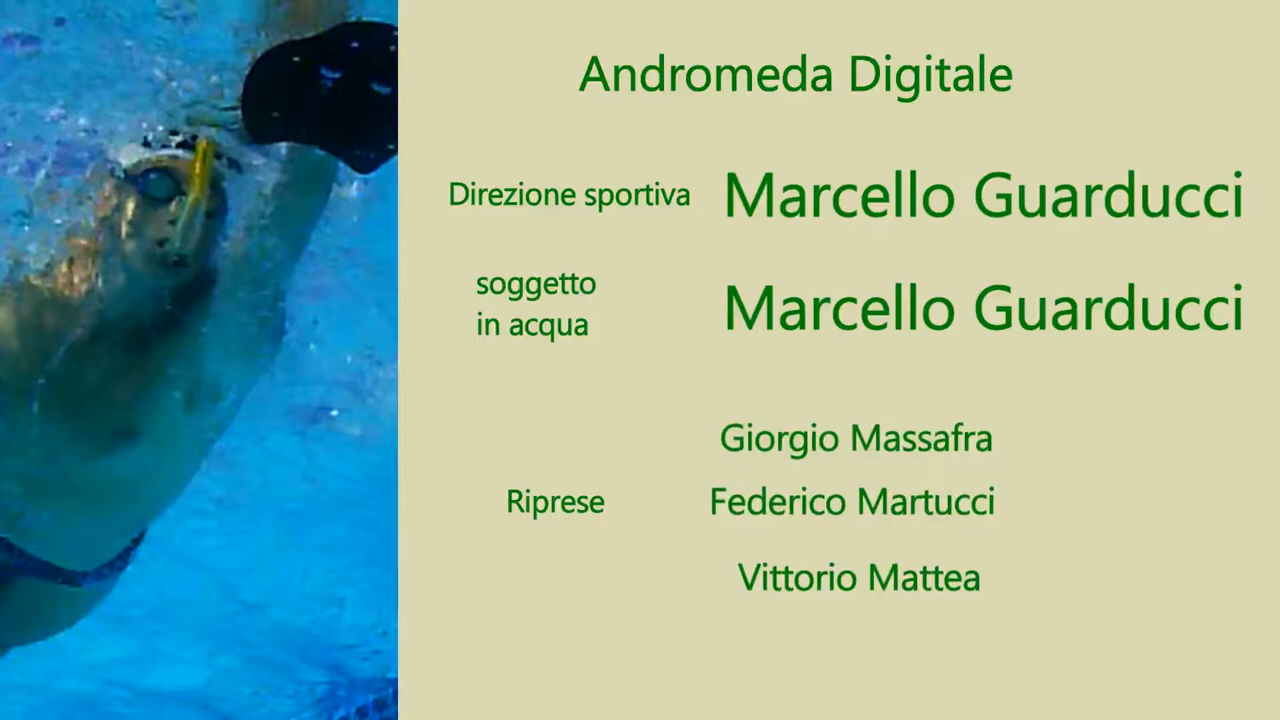 Andromeda Digitale
Direzione sportiva Marcello Guarducci
soggetto
in acqua Marcello Guarducci
Giorgio Massafra
Riprese Federico Martucci
Vittorio Mattea